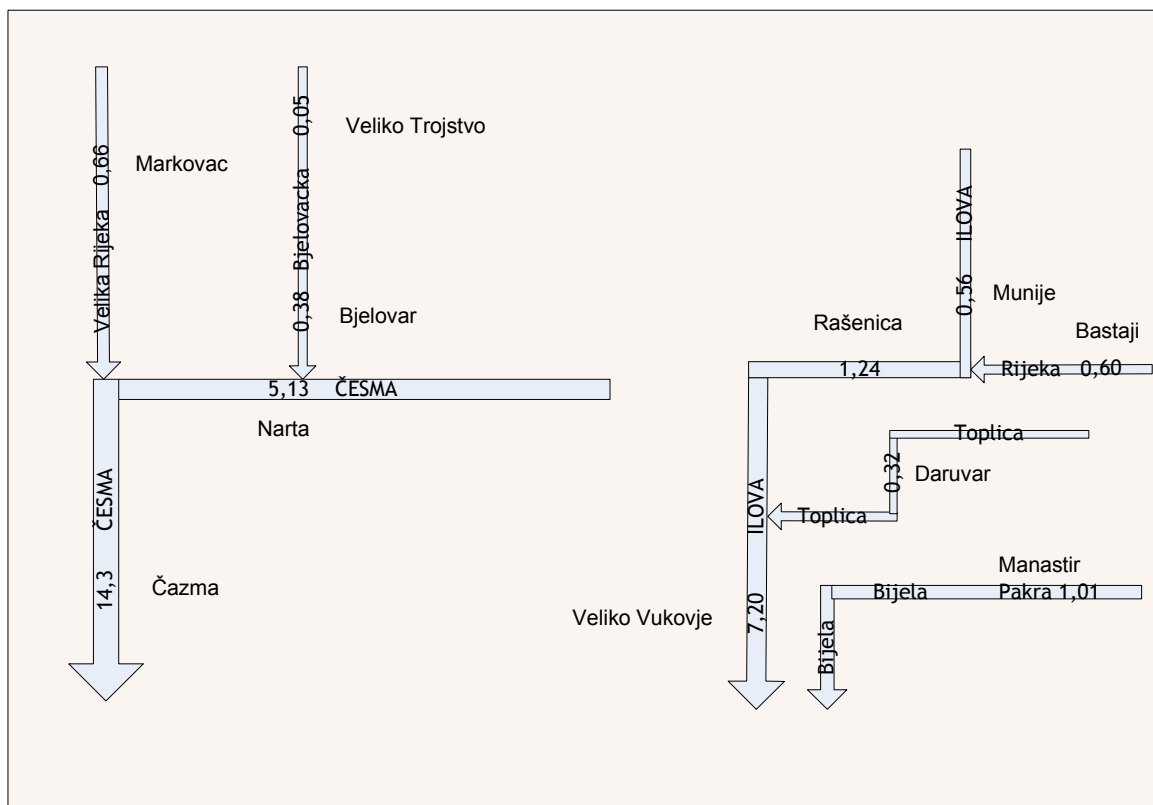 Velika Rijeka 0,66
Markovac
0,38 Bjelovacka 0,05
Veliko Trojstvo
Bjelovar
5,13 ČESMA
Narta
14,3 ČESMA
Čazma
0,56 ILOVA
Munije
Bastaji
Rašenica
1,24
Rijeka 0,60
Toplica
0,32
Daruvar
Toplica
7,20 ILOVA
Veliko Vukovje
Manastir
Bijela Pakra 1,01
Bijela